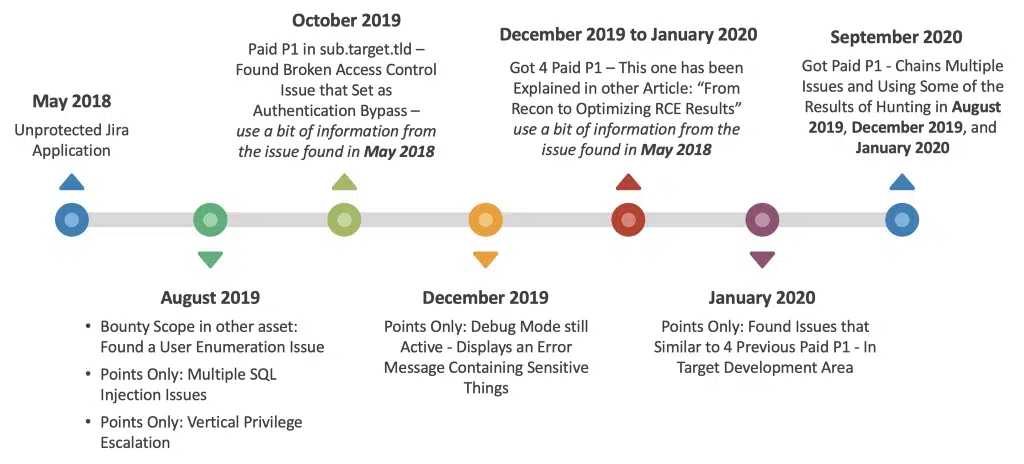 May 2018
Unprotected Jira
Application
August 2019
• Bounty Scope in other asset:
Found a User Enumeration Issue
• Points Only: Multiple SQL
Injection Issues
• Points Only: Vertical Privilege
Escalation
October 2019
Paid P1 in sub.target.tld –
Found Broken Access Control
Issue that Set as
Authentication Bypass –
use a bit of information from
the issue found in May 2018
December 2019
Points Only: Debug Mode still
Active - Displays an Error
Message Containing Sensitive
Things
December 2019 to January 2020
Got 4 Paid P1 – This one has been
Explained in other Article: “From
Recon to Optimizing RCE Results”
use a bit of information from the
issue found in May 2018
January 2020
Points Only: Found Issues that
Similar to 4 Previous Paid P1 - In
Target Development Area
September 2020
Got Paid P1 - Chains Multiple
Issues and Using Some of the
Results of Hunting in August
2019, December 2019, and
January 2020